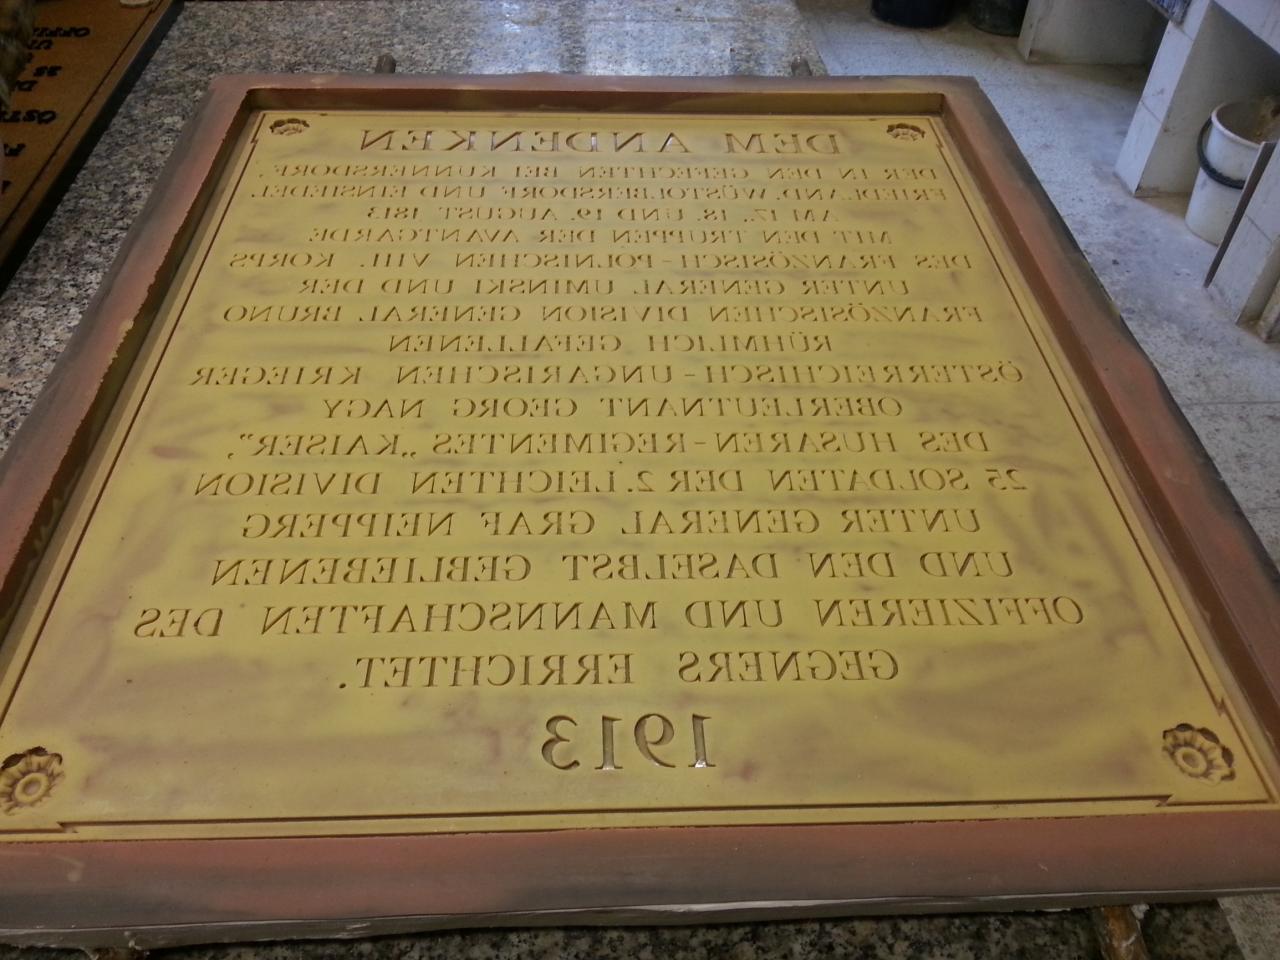 DEM ANDENKEN
DER IN DEN GEFECHTEN BEI KUNNERSDORF,
FRIEDLAND, WÜSTOLBERSDORF UND EINSIEDEL
AM 17., 18. UND 19. AUGUST 1813
MIT DEN TRUPPEN DER AVANTGARDE
DES FRANZÖSISCH-POLNISCHEN VIII. KORPS
UNTER GENERAL UMINSKI UND DER
FRANZÖSISCHEN DIVISION GENERAL BRUNO
RÜHMLICH GEFALLENEN
ÖSTERREICHISCH-UNGARISCHEN KRIEGER
OBERLEUTNANT GEORG NAGY
DES HUSAREN-REGIMENTES „KAISER”,
25 SOLDATEN DER 2. LEICHTEN DIVISION
UNTER GENERAL GRAF NEIPPERG
UND DEN DASELBST GEBLIEBENEN
OFFIZIEREN UND MANNSCHAFTEN DES
GEGNERS ERRICHTET.
1913